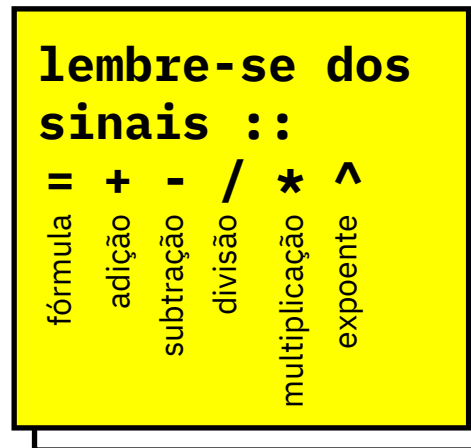 lembre-se dos
sinais ::
= + - / * ^
fórmula
adição
subtração
divisão
multiplicação
expoente